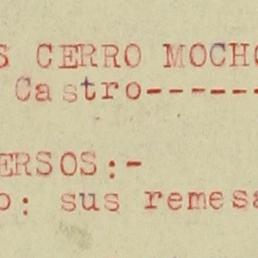 S CERRO MOCHO
Castro------
ERSOS:-
o: sus remesa